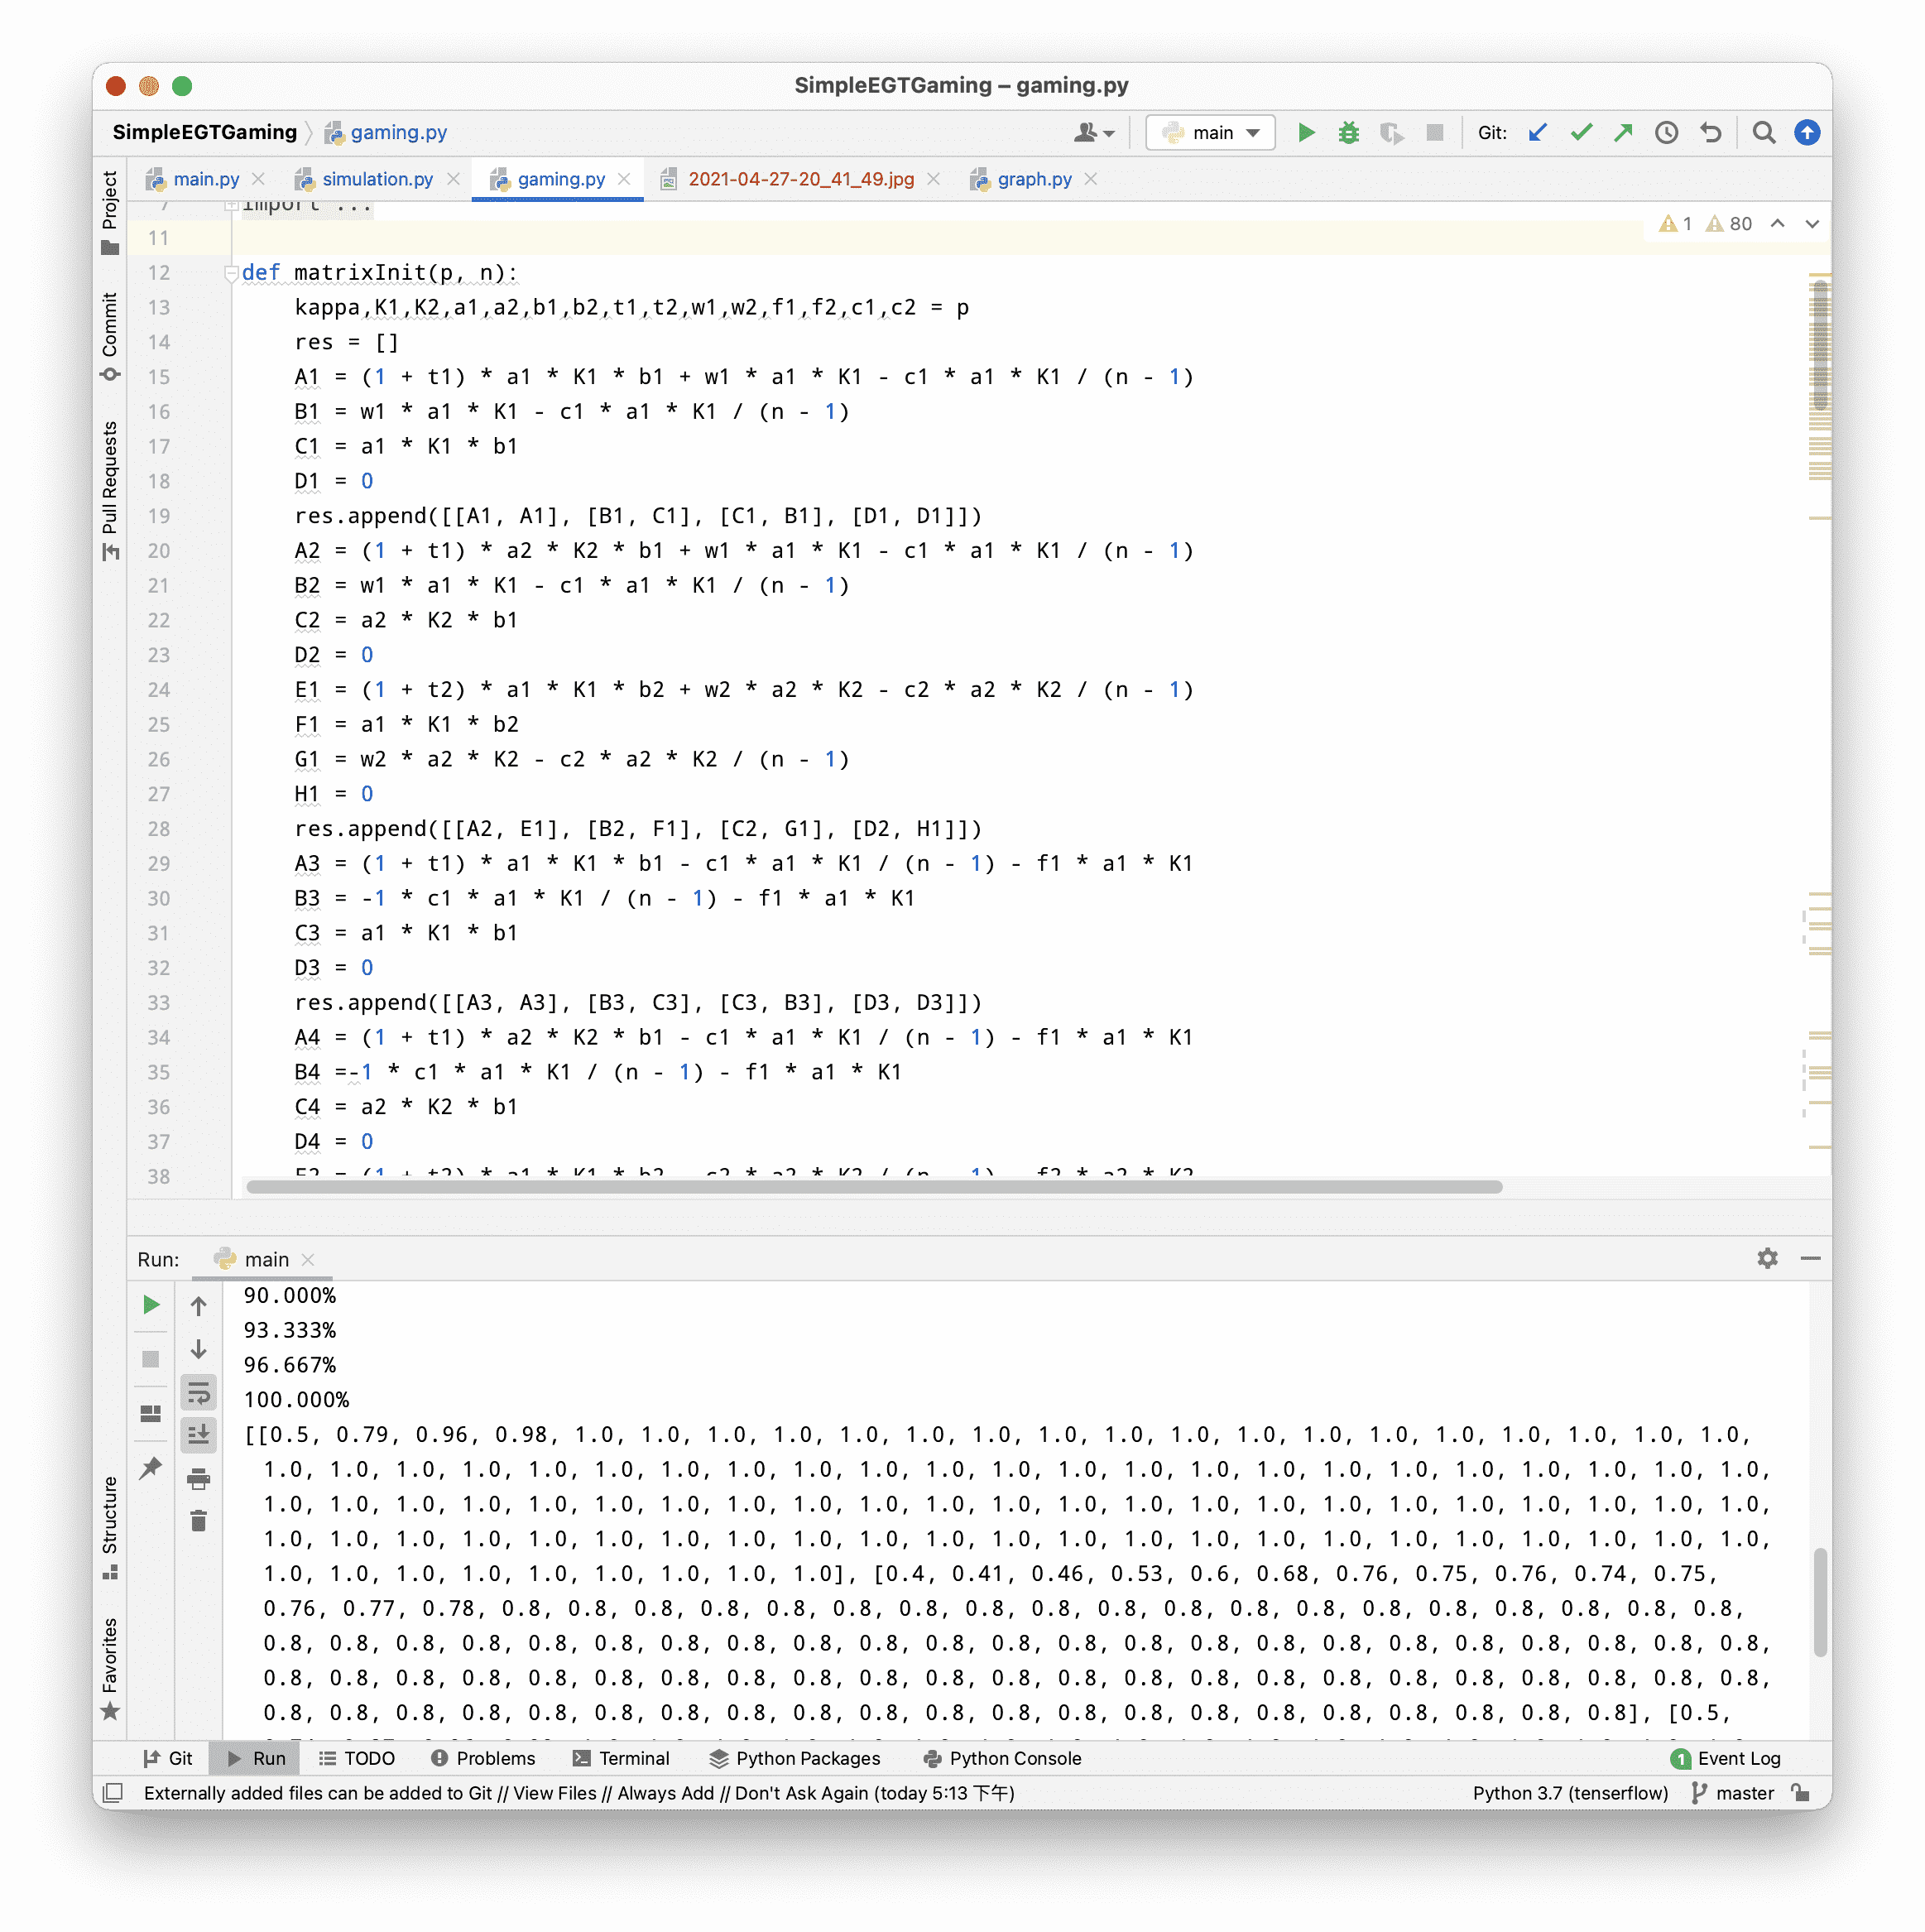 SimpleEGTGaming – gaming.py
SimpleEGTGaming gaming.py main Git:
main.py simulation.py gaming.py 2021-04-27-20_41_49.jpg graph.py
Project
Commit
Pull Requests
Structure
Favorites
1 80
7 import ...
11
12 def matrixInit(p, n):
13 kappa,K1,K2,a1,a2,b1,b2,t1,t2,w1,w2,f1,f2,c1,c2 = p
14 res = []
15 A1 = (1 + t1) * a1 * K1 * b1 + w1 * a1 * K1 - c1 * a1 * K1 / (n - 1)
16 B1 = w1 * a1 * K1 - c1 * a1 * K1 / (n - 1)
17 C1 = a1 * K1 * b1
18 D1 = 0
19 res.append([[A1, A1], [B1, C1], [C1, B1], [D1, D1]])
20 A2 = (1 + t1) * a2 * K2 * b1 + w1 * a1 * K1 - c1 * a1 * K1 / (n - 1)
21 B2 = w1 * a1 * K1 - c1 * a1 * K1 / (n - 1)
22 C2 = a2 * K2 * b1
23 D2 = 0
24 E1 = (1 + t2) * a1 * K1 * b2 + w2 * a2 * K2 - c2 * a2 * K2 / (n - 1)
25 F1 = a1 * K1 * b2
26 G1 = w2 * a2 * K2 - c2 * a2 * K2 / (n - 1)
27 H1 = 0
28 res.append([[A2, E1], [B2, F1], [C2, G1], [D2, H1]])
29 A3 = (1 + t1) * a1 * K1 * b1 - c1 * a1 * K1 / (n - 1) - f1 * a1 * K1
30 B3 = -1 * c1 * a1 * K1 / (n - 1) - f1 * a1 * K1
31 C3 = a1 * K1 * b1
32 D3 = 0
33 res.append([[A3, A3], [B3, C3], [C3, B3], [D3, D3]])
34 A4 = (1 + t1) * a2 * K2 * b1 - c1 * a1 * K1 / (n - 1) - f1 * a1 * K1
35 B4 =-1 * c1 * a1 * K1 / (n - 1) - f1 * a1 * K1
36 C4 = a2 * K2 * b1
37 D4 = 0
38 E2 = (1 + t2) * a1 * K1 * b2 - c2 * a2 * K2 / (n - 1) - f2 * a2 * K2
Run: main
90.000%
93.333%
96.667%
100.000%
[[0.5, 0.79, 0.96, 0.98, 1.0, 1.0, 1.0, 1.0, 1.0, 1.0, 1.0, 1.0, 1.0, 1.0, 1.0, 1.0, 1.0, 1.0, 1.0, 1.0, 1.0, 1.0,
1.0, 1.0, 1.0, 1.0, 1.0, 1.0, 1.0, 1.0, 1.0, 1.0, 1.0, 1.0, 1.0, 1.0, 1.0, 1.0, 1.0, 1.0, 1.0, 1.0, 1.0, 1.0, 1.0,
1.0, 1.0, 1.0, 1.0, 1.0, 1.0, 1.0, 1.0, 1.0, 1.0, 1.0, 1.0, 1.0, 1.0, 1.0, 1.0, 1.0, 1.0, 1.0, 1.0, 1.0, 1.0, 1.0,
1.0, 1.0, 1.0, 1.0, 1.0, 1.0, 1.0, 1.0, 1.0, 1.0, 1.0, 1.0, 1.0, 1.0, 1.0, 1.0, 1.0, 1.0, 1.0, 1.0, 1.0, 1.0, 1.0,
1.0, 1.0, 1.0, 1.0, 1.0, 1.0, 1.0, 1.0, 1.0], [0.4, 0.41, 0.46, 0.53, 0.6, 0.68, 0.76, 0.75, 0.76, 0.74, 0.75,
0.76, 0.77, 0.78, 0.8, 0.8, 0.8, 0.8, 0.8, 0.8, 0.8, 0.8, 0.8, 0.8, 0.8, 0.8, 0.8, 0.8, 0.8, 0.8, 0.8, 0.8, 0.8,
0.8, 0.8, 0.8, 0.8, 0.8, 0.8, 0.8, 0.8, 0.8, 0.8, 0.8, 0.8, 0.8, 0.8, 0.8, 0.8, 0.8, 0.8, 0.8, 0.8, 0.8, 0.8, 0.8,
0.8, 0.8, 0.8, 0.8, 0.8, 0.8, 0.8, 0.8, 0.8, 0.8, 0.8, 0.8, 0.8, 0.8, 0.8, 0.8, 0.8, 0.8, 0.8, 0.8, 0.8, 0.8, 0.8,
0.8, 0.8, 0.8, 0.8, 0.8, 0.8, 0.8, 0.8, 0.8, 0.8, 0.8, 0.8, 0.8, 0.8, 0.8, 0.8, 0.8, 0.8, 0.8, 0.8, 0.8], [0.5,
Git Run TODO Problems Terminal Python Packages Python Console 1 Event Log
Externally added files can be added to Git // View Files // Always Add // Don't Ask Again (today 5:13 下午) Python 3.7 (tenserflow) master